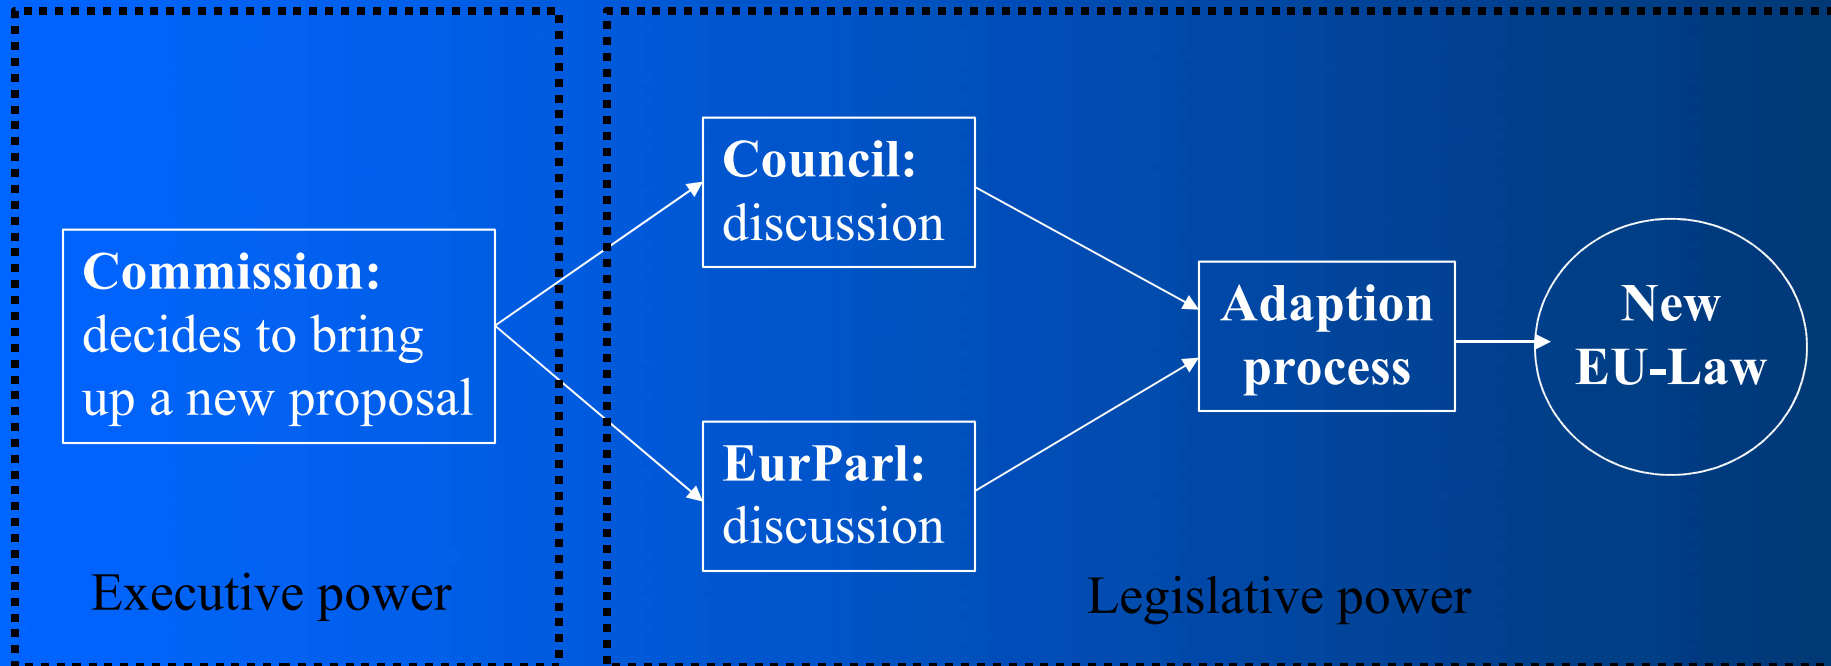 Commission:
decides to bring
up a new proposal
Executive power
Council:
discussion
EurParl:
discussion
Adaption
process
New
EU-Law
Legislative power